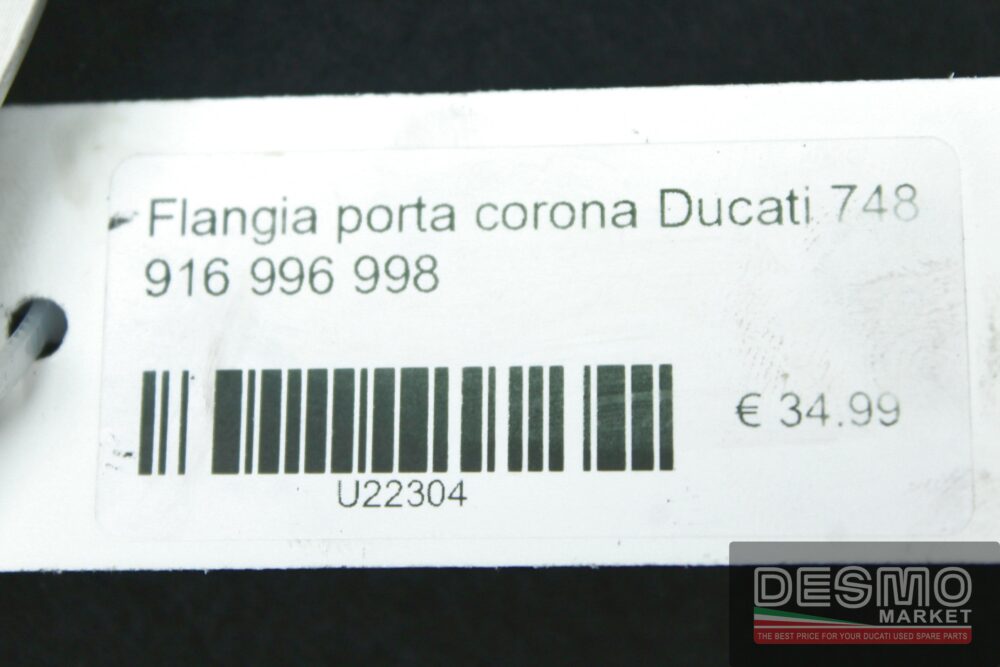 Flangia porta corona Ducati 748
916 996 998
€ 34.99
U22304
DESMO
MARKET
THE BEST PRICE FOR YOUR DUCATI USED SPARE PARTS